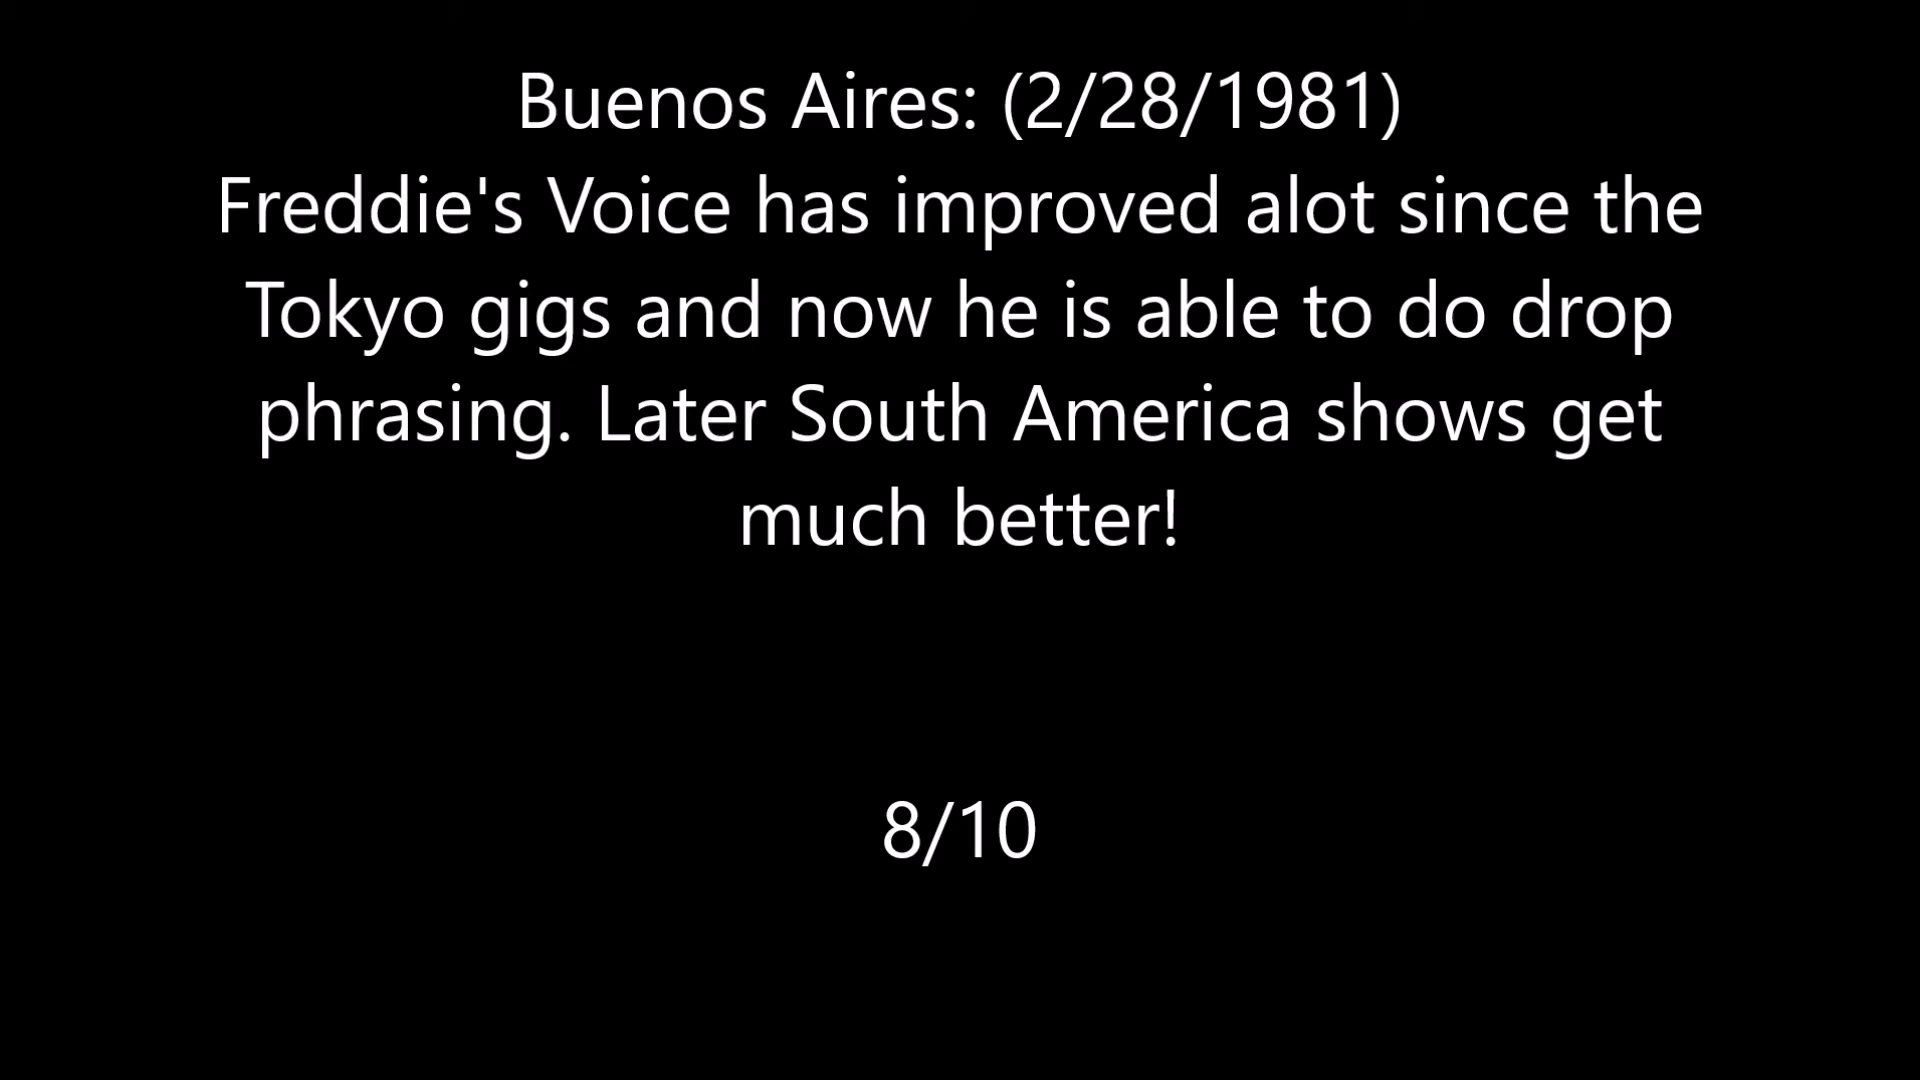 Buenos Aires: (2/28/1981)
Freddie's Voice has improved alot since the
Tokyo gigs and now he is able to do drop
phrasing. Later South America shows get
much better!
8/10